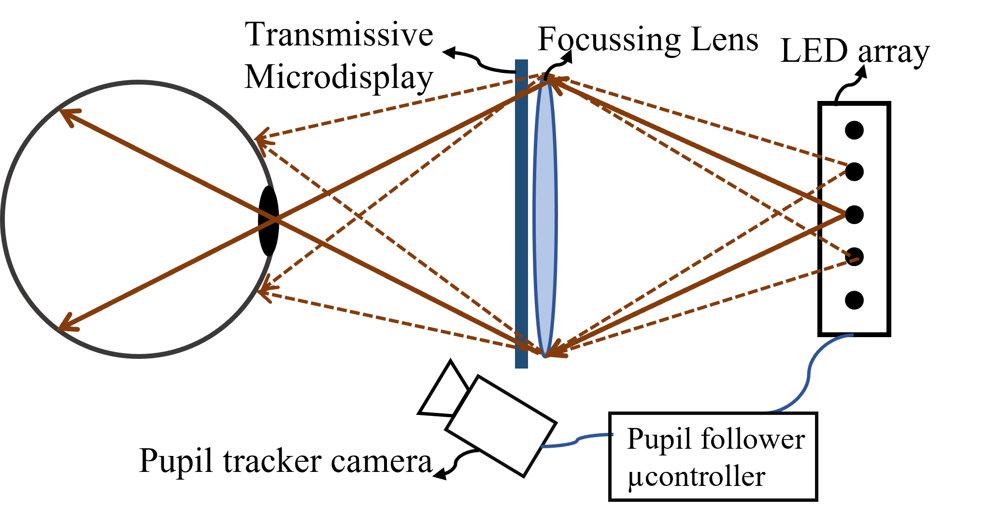 Transmissive
Microdisplay
Focussing Lens
LED array
Pupil tracker camera
Pupil follower
µcontroller